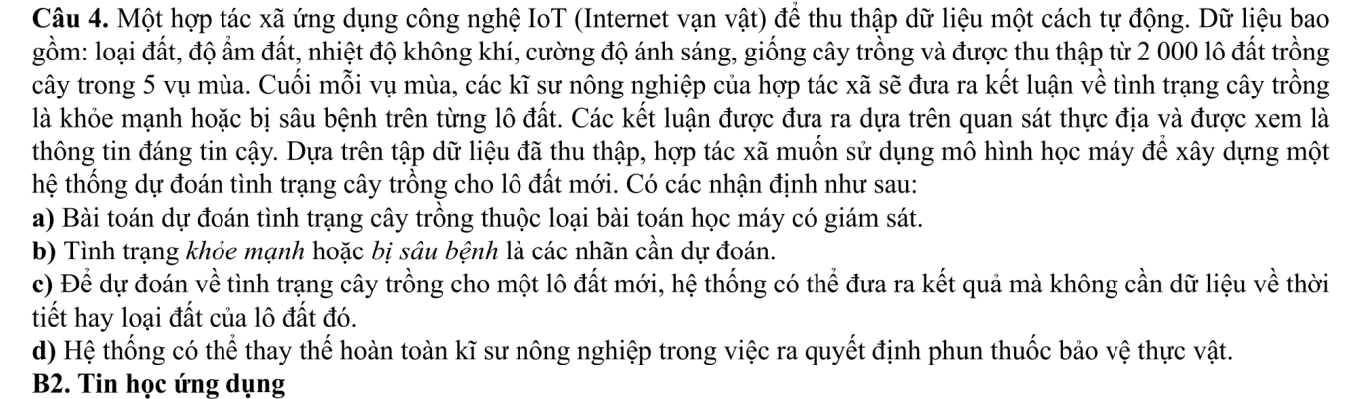 Câu 4. Một hợp tác xã ứng dụng công nghệ IoT (Internet vạn vật) để thu thập dữ liệu một cách tự động. Dữ liệu bao
gồm: loại đất, độ ẩm đất, nhiệt độ không khí, cường độ ánh sáng, giống cây trồng và được thu thập từ 2 000 lô đất trồng
cây trong 5 vụ mùa. Cuối mỗi vụ mùa, các kĩ sư nông nghiệp của hợp tác xã sẽ đưa ra kết luận về tình trạng cây trồng
là khỏe mạnh hoặc bị sâu bệnh trên từng lô đất. Các kết luận được đưa ra dựa trên quan sát thực địa và được xem là
thông tin đáng tin cậy. Dựa trên tập dữ liệu đã thu thập, hợp tác xã muốn sử dụng mô hình học máy để xây dựng một
hệ thống dự đoán tình trạng cây trồng cho lô đất mới. Có các nhận định như sau:
a) Bài toán dự đoán tình trạng cây trồng thuộc loại bài toán học máy có giám sát.
b) Tình trạng khỏe mạnh hoặc bị sâu bệnh là các nhãn cần dự đoán.
c) Để dự đoán về tình trạng cây trồng cho một lô đất mới, hệ thống có thể đưa ra kết quả mà không cần dữ liệu về thời
tiết hay loại đất của lô đất đó.
d) Hệ thống có thể thay thế hoàn toàn kĩ sư nông nghiệp trong việc ra quyết định phun thuốc bảo vệ thực vật.
B2. Tin học ứng dụng